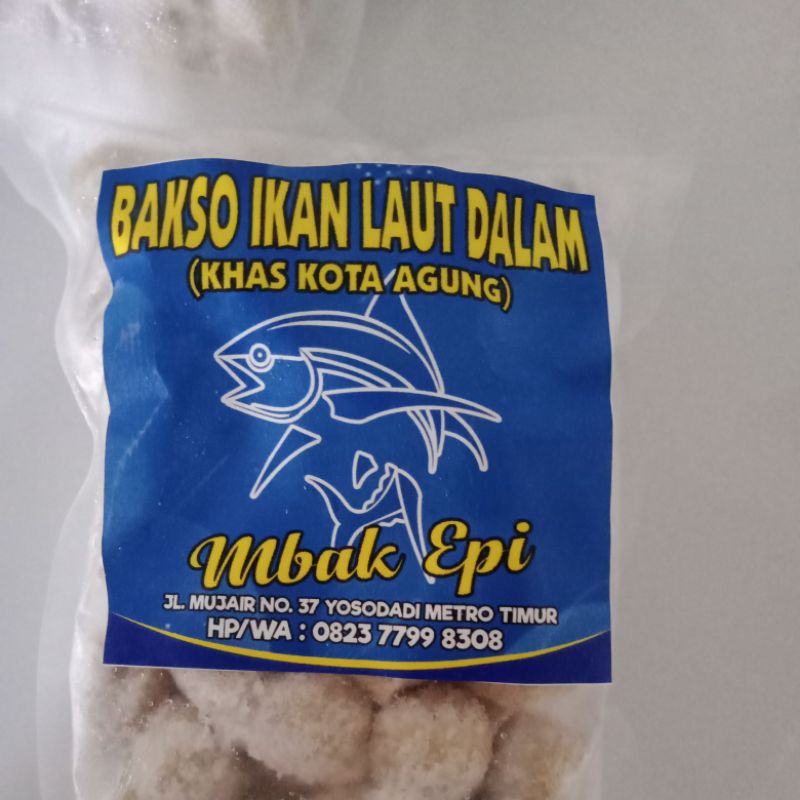 BAKSO IKAN LAUT DALAM
(KHAS KOTA AGUNG)
Mbak Epi
JL. MUJAIR NO. 37 YOSODADI METRO TIMUR
HP/WA : 0823 7799 8308